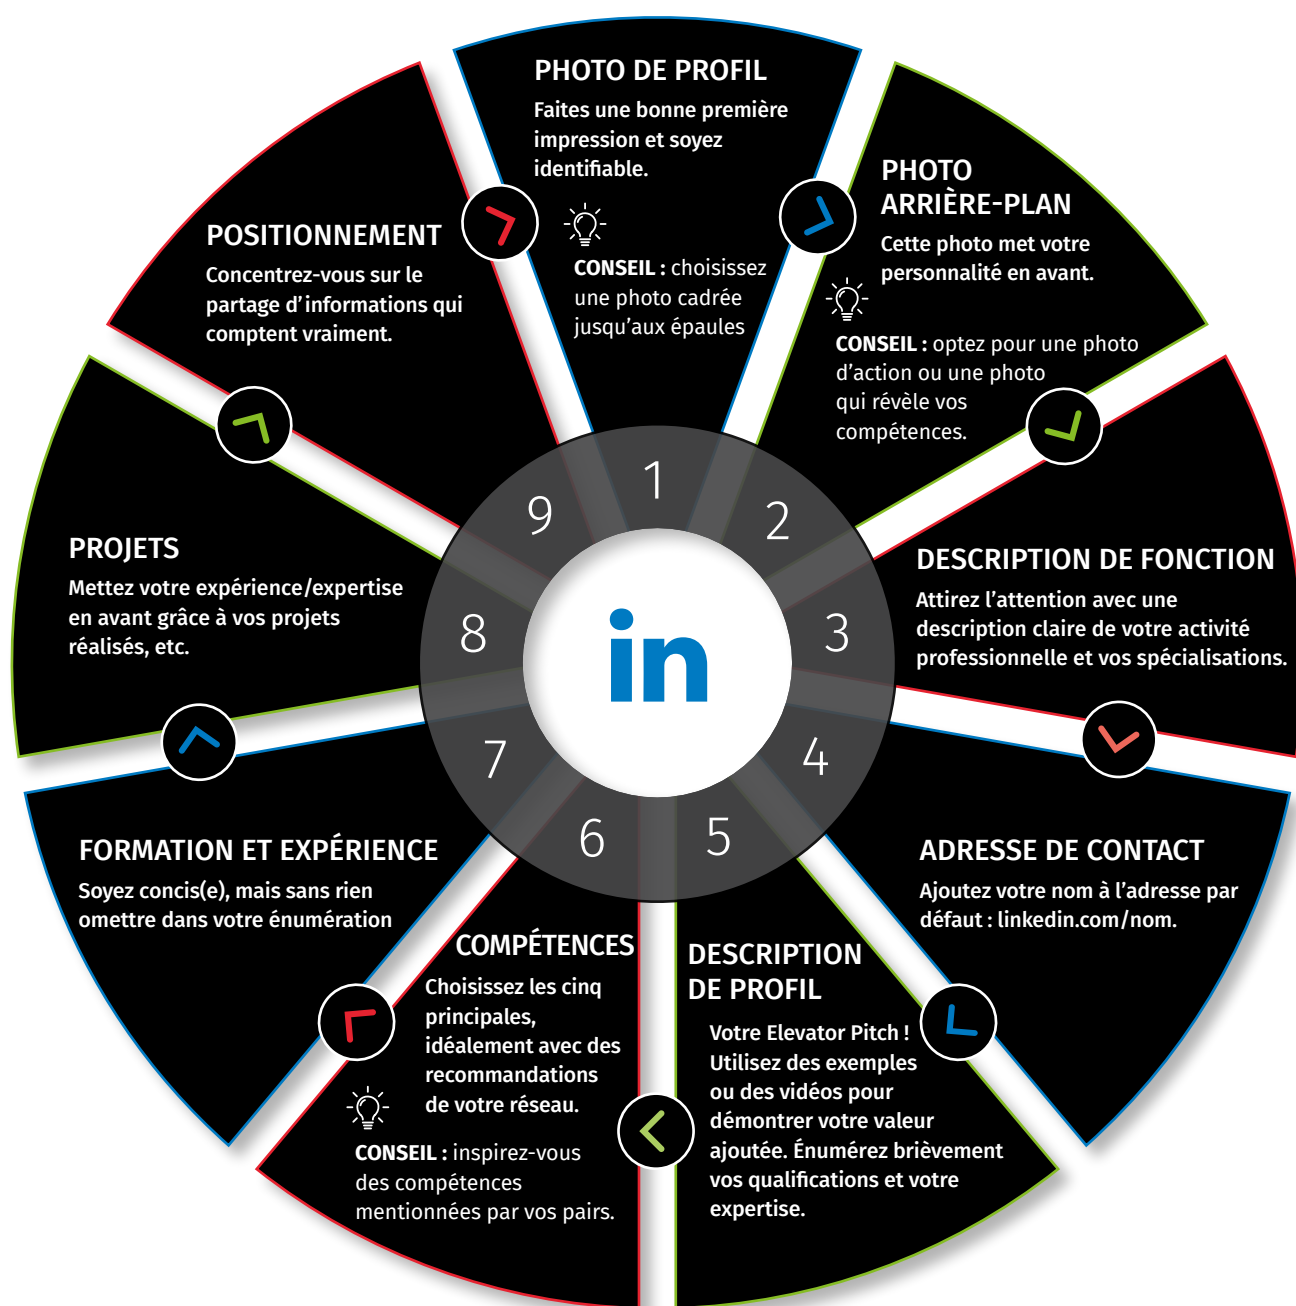 PHOTO DE PROFIL
Faites une bonne première
impression et soyez
identifiable.
CONSEIL : choisissez
une photo cadrée
jusqu'aux épaules
PHOTO
ARRIÈRE-PLAN
Cette photo met votre
personnalité en avant.
CONSEIL : optez pour une photo
d'action ou une photo
qui révèle vos
compétences.
DESCRIPTION DE FONCTION
Attirez l'attention avec une
description claire de votre activité
professionnelle et vos spécialisations.
ADRESSE DE CONTACT
Ajoutez votre nom à l'adresse par
défaut : linkedin.com/nom.
DESCRIPTION
DE PROFIL
Votre Elevator Pitch !
Utilisez des exemples
ou des vidéos pour
démontrer votre valeur
ajoutée. Énumérez brièvement
vos qualifications et votre
expertise.
COMPÉTENCES
Choisissez les cinq
principales,
idéalement avec des
recommandations
de votre réseau.
CONSEIL : inspirez-vous
des compétences
mentionnées par vos pairs.
FORMATION ET EXPÉRIENCE
Soyez concis(e), mais sans rien
omettre dans votre énumération
PROJETS
Mettez votre expérience/expertise
en avant grâce à vos projets
réalisés, etc.
POSITIONNEMENT
Concentrez-vous sur le
partage d'informations qui
comptent vraiment.
1
2
3
4
5
6
7
8
9
in